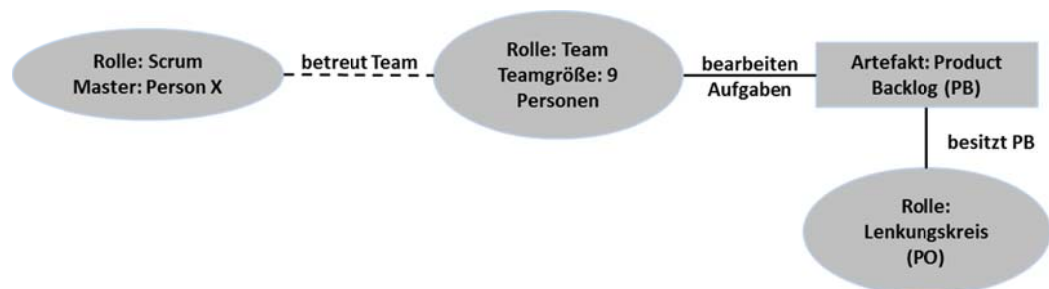 Rolle: Scrum
Master: Person X
betreut Team
Rolle: Team
Teamgröße: 9
Personen
bearbeiten
Aufgaben
Artefakt: Product
Backlog (PB)
besitzt PB
Rolle:
Lenkungskreis
(PO)